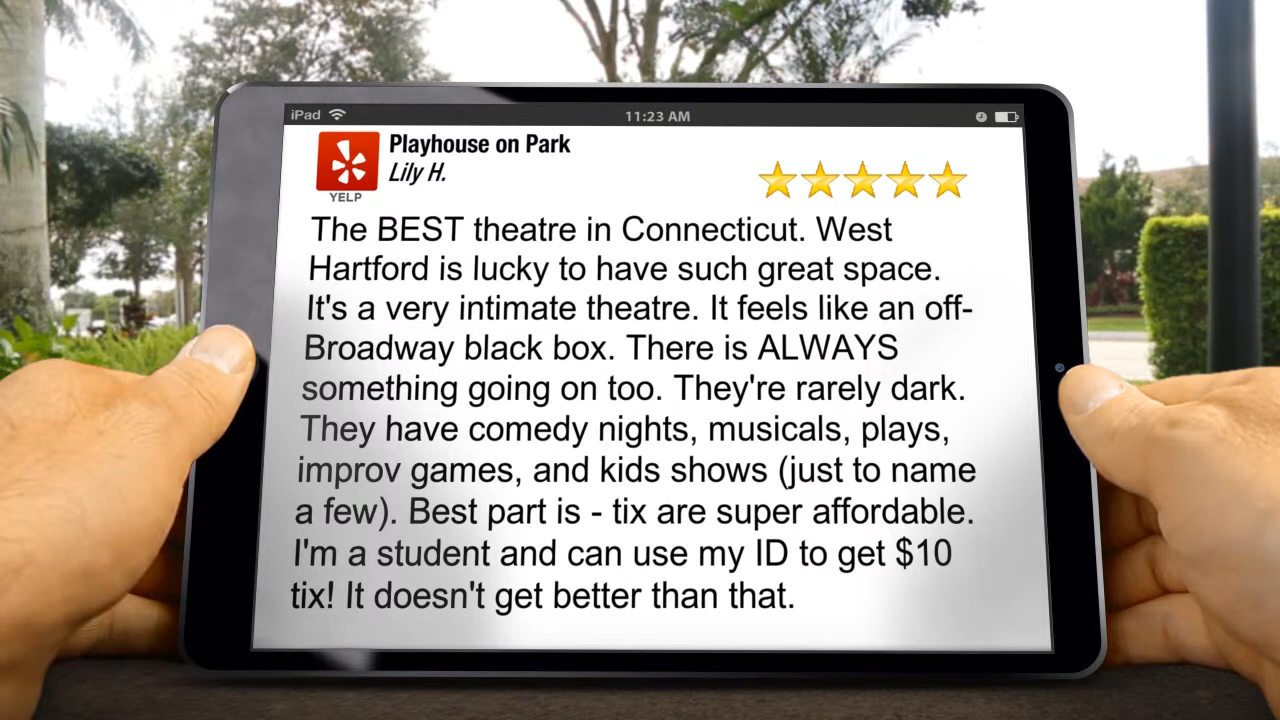 iPad 11:23 AM
Playhouse on Park
Lily H.
YELP
The BEST theatre in Connecticut. West
Hartford is lucky to have such great space.
It's a very intimate theatre. It feels like an off-
Broadway black box. There is ALWAYS
something going on too. They're rarely dark.
They have comedy nights, musicals, plays,
improv games, and kids shows (just to name
a few). Best part is - tix are super affordable.
I'm a student and can use my ID to get $10
tix! It doesn't get better than that.